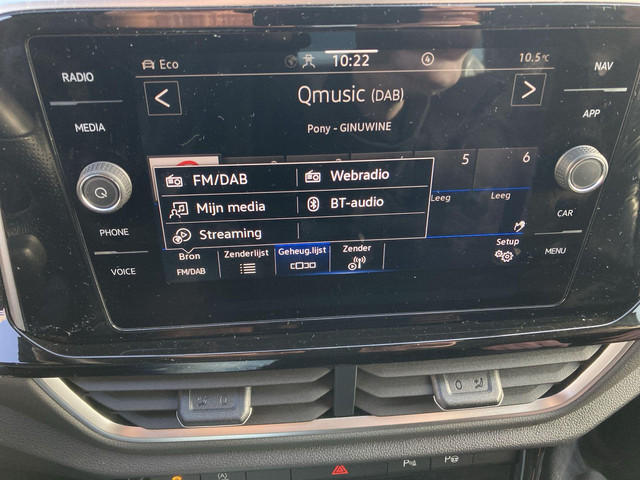 RADIO
MEDIA
PHONE
VOICE
NAV
APP
CAR
MENU
Eco
10:22
4
10.5°C
Qmusic (DAB)
Pony - GINUWINE
FM/DAB
Webradio
Mijn media
BT-audio
Streaming
5
6
Leeg
Leeg
Bron
FM/DAB
Zenderlijst
Geheug.lijst
Zender
Setup